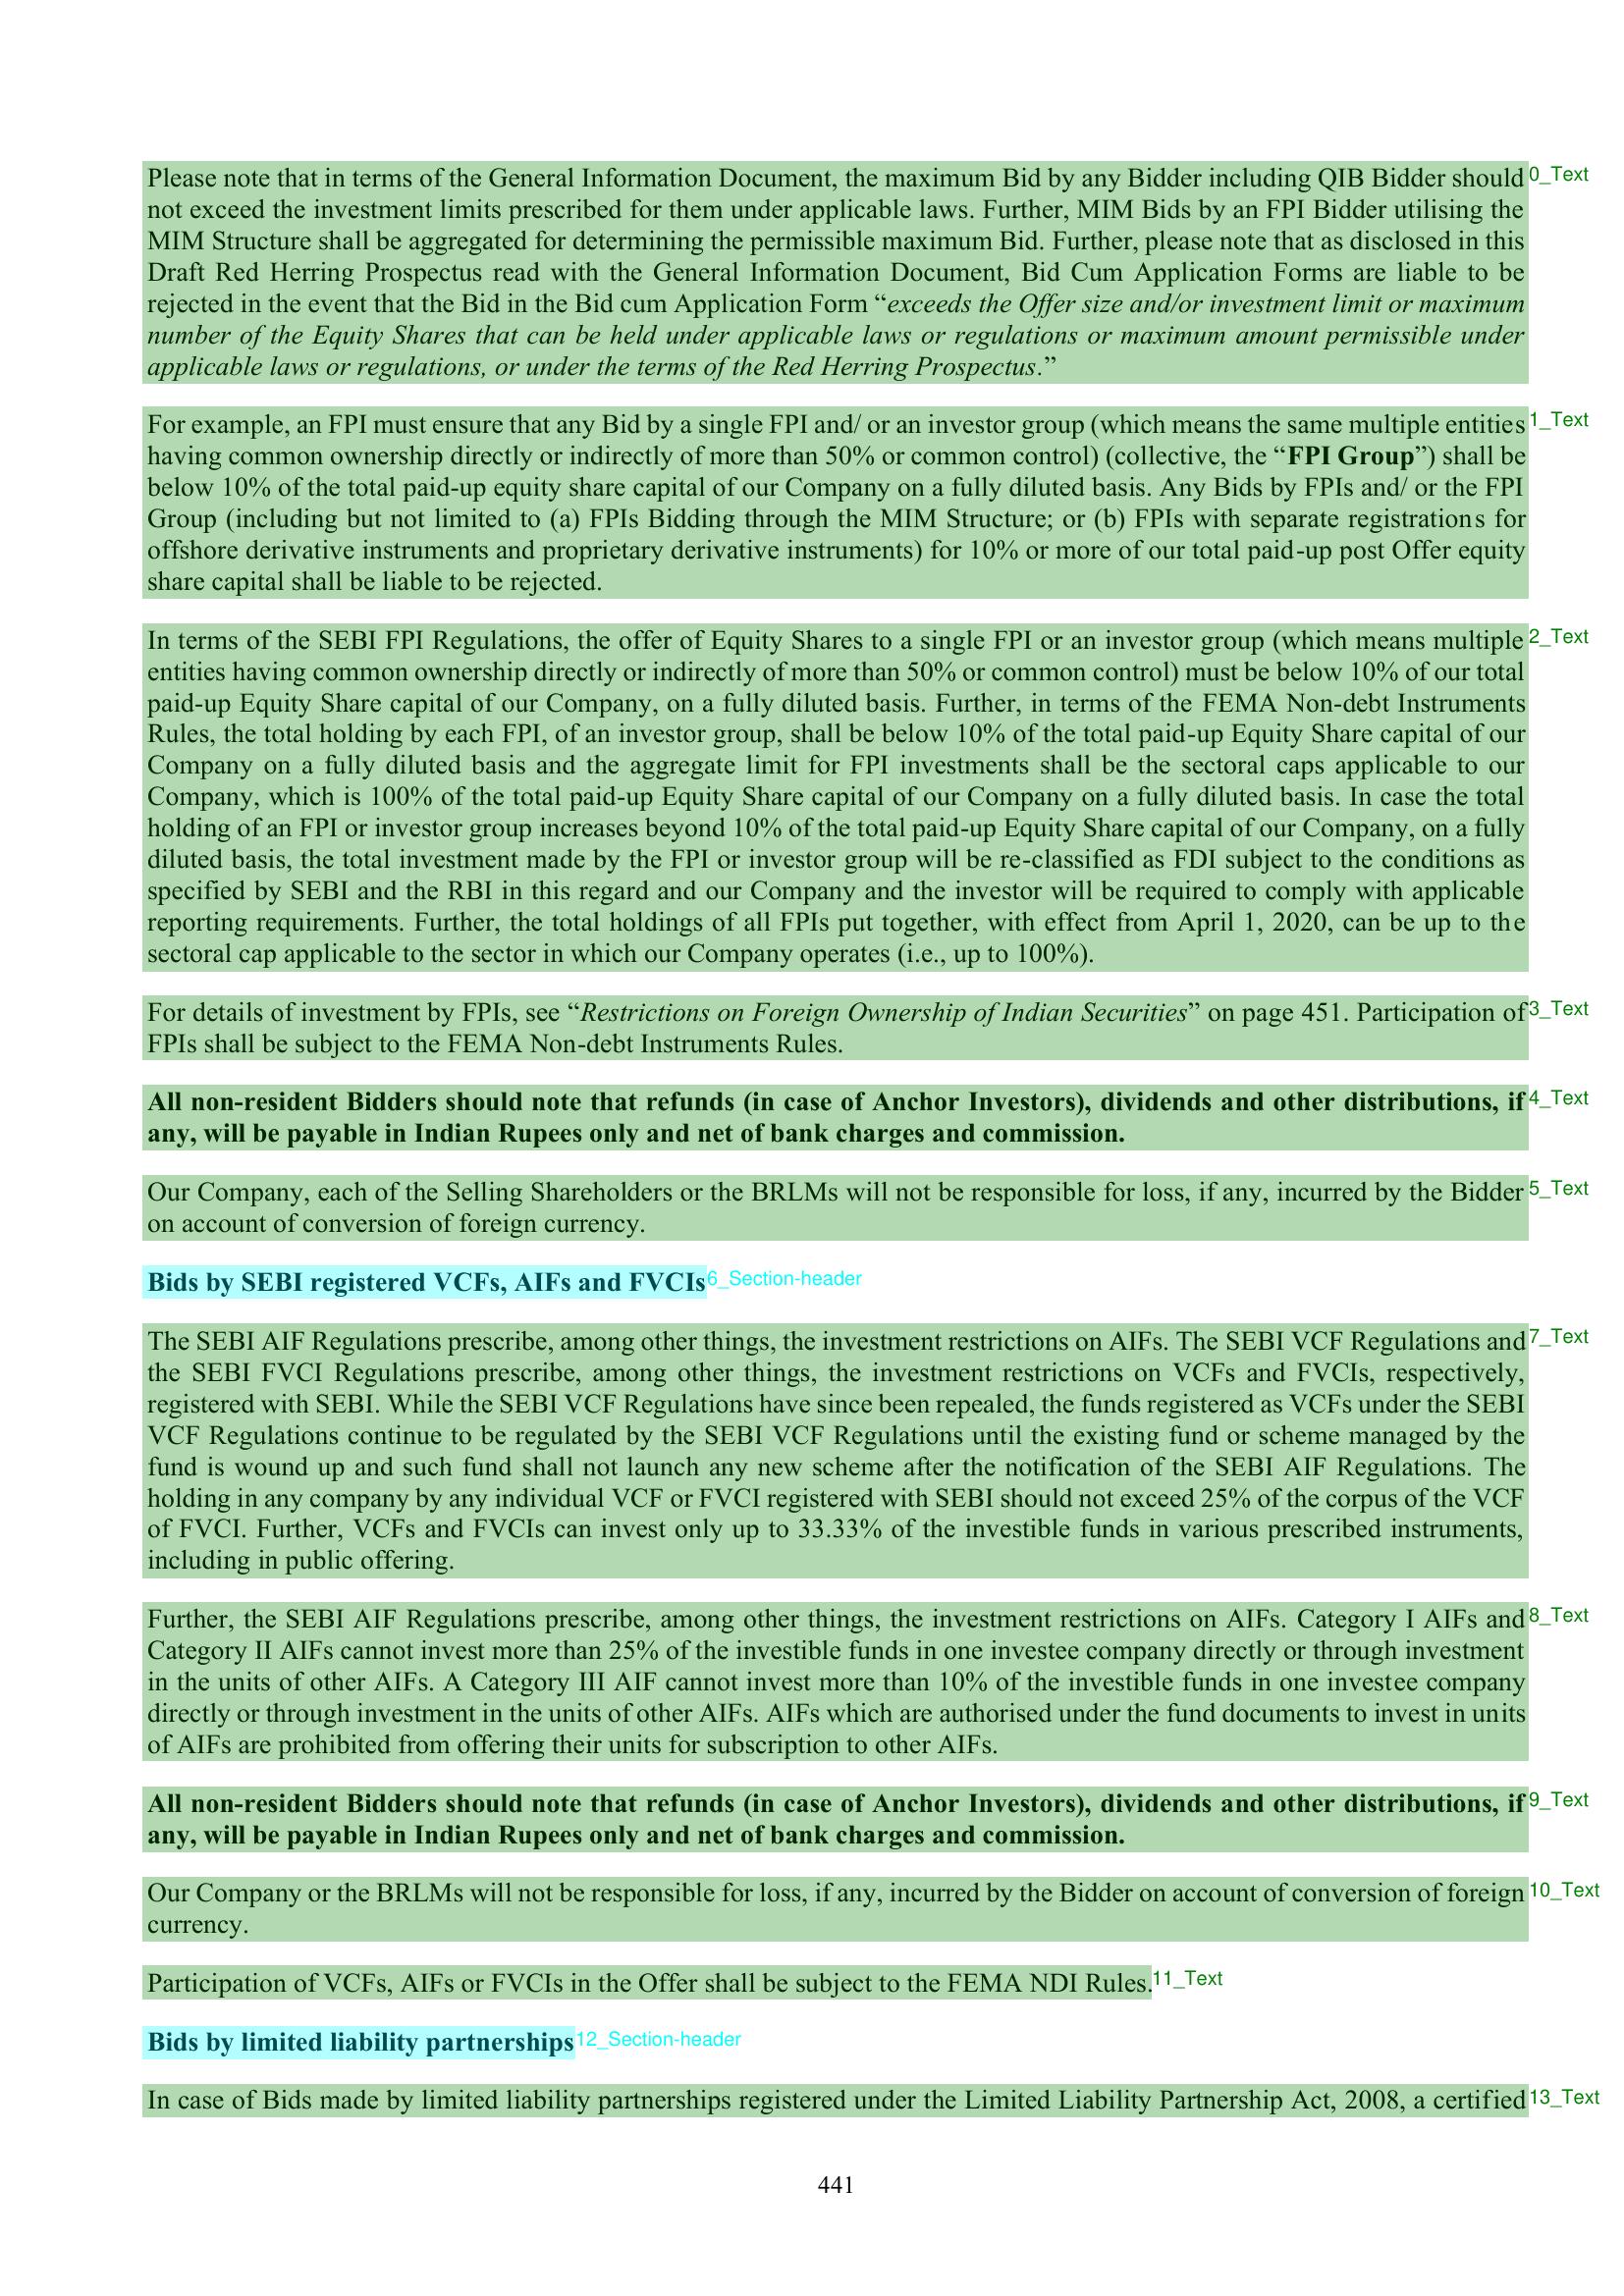 Please note that in terms of the General Information Document, the maximum Bid by any Bidder including QIB Bidder should 0_Text
not exceed the investment limits prescribed for them under applicable laws. Further, MIM Bids by an FPI Bidder utilising the
MIM Structure shall be aggregated for determining the permissible maximum Bid. Further, please note that as disclosed in this
Draft Red Herring Prospectus read with the General Information Document, Bid Cum Application Forms are liable to be
rejected in the event that the Bid in the Bid cum Application Form “exceeds the Offer size and/or investment limit or maximum
number of the Equity Shares that can be held under applicable laws or regulations or maximum amount permissible under
applicable laws or regulations, or under the terms of the Red Herring Prospectus.”
For example, an FPI must ensure that any Bid by a single FPI and/ or an investor group (which means the same multiple entities 1_Text
having common ownership directly or indirectly of more than 50% or common control) (collective, the “FPI Group”) shall be
below 10% of the total paid-up equity share capital of our Company on a fully diluted basis. Any Bids by FPIs and/ or the FPI
Group (including but not limited to (a) FPIs Bidding through the MIM Structure; or (b) FPIs with separate registrations for
offshore derivative instruments and proprietary derivative instruments) for 10% or more of our total paid-up post Offer equity
share capital shall be liable to be rejected.
In terms of the SEBI FPI Regulations, the offer of Equity Shares to a single FPI or an investor group (which means multiple 2_Text
entities having common ownership directly or indirectly of more than 50% or common control) must be below 10% of our total
paid-up Equity Share capital of our Company, on a fully diluted basis. Further, in terms of the FEMA Non-debt Instruments
Rules, the total holding by each FPI, of an investor group, shall be below 10% of the total paid-up Equity Share capital of our
Company on a fully diluted basis and the aggregate limit for FPI investments shall be the sectoral caps applicable to our
Company, which is 100% of the total paid-up Equity Share capital of our Company on a fully diluted basis. In case the total
holding of an FPI or investor group increases beyond 10% of the total paid-up Equity Share capital of our Company, on a fully
diluted basis, the total investment made by the FPI or investor group will be re-classified as FDI subject to the conditions as
specified by SEBI and the RBI in this regard and our Company and the investor will be required to comply with applicable
reporting requirements. Further, the total holdings of all FPIs put together, with effect from April 1, 2020, can be up to the
sectoral cap applicable to the sector in which our Company operates (i.e., up to 100%).
For details of investment by FPIs, see “Restrictions on Foreign Ownership of Indian Securities” on page 451. Participation of 3_Text
FPIs shall be subject to the FEMA Non-debt Instruments Rules.
All non-resident Bidders should note that refunds (in case of Anchor Investors), dividends and other distributions, if 4_Text
any, will be payable in Indian Rupees only and net of bank charges and commission.
Our Company, each of the Selling Shareholders or the BRLMs will not be responsible for loss, if any, incurred by the Bidder 5_Text
on account of conversion of foreign currency.
Bids by SEBI registered VCFs, AIFs and FVCIs 6_Section-header
The SEBI AIF Regulations prescribe, among other things, the investment restrictions on AIFs. The SEBI VCF Regulations and 7_Text
the SEBI FVCI Regulations prescribe, among other things, the investment restrictions on VCFs and FVCIs, respectively,
registered with SEBI. While the SEBI VCF Regulations have since been repealed, the funds registered as VCFs under the SEBI
VCF Regulations continue to be regulated by the SEBI VCF Regulations until the existing fund or scheme managed by the
fund is wound up and such fund shall not launch any new scheme after the notification of the SEBI AIF Regulations. The
holding in any company by any individual VCF or FVCI registered with SEBI should not exceed 25% of the corpus of the VCF
of FVCI. Further, VCFs and FVCIs can invest only up to 33.33% of the investible funds in various prescribed instruments,
including in public offering.
Further, the SEBI AIF Regulations prescribe, among other things, the investment restrictions on AIFs. Category I AIFs and 8_Text
Category II AIFs cannot invest more than 25% of the investible funds in one investee company directly or through investment
in the units of other AIFs. A Category III AIF cannot invest more than 10% of the investible funds in one investee company
directly or through investment in the units of other AIFs. AIFs which are authorised under the fund documents to invest in units
of AIFs are prohibited from offering their units for subscription to other AIFs.
All non-resident Bidders should note that refunds (in case of Anchor Investors), dividends and other distributions, if 9_Text
any, will be payable in Indian Rupees only and net of bank charges and commission.
Our Company or the BRLMs will not be responsible for loss, if any, incurred by the Bidder on account of conversion of foreign 10_Text
currency.
Participation of VCFs, AIFs or FVCIs in the Offer shall be subject to the FEMA NDI Rules. 11_Text
Bids by limited liability partnerships 12_Section-header
In case of Bids made by limited liability partnerships registered under the Limited Liability Partnership Act, 2008, a certified 13_Text
441